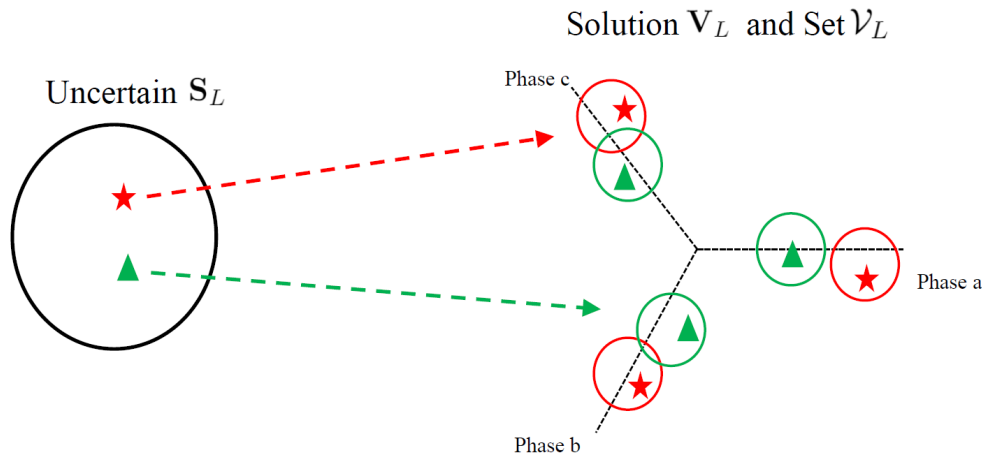 Solution V_L and Set 𝒱_L
Phase c
Uncertain S_L
Phase a
Phase b